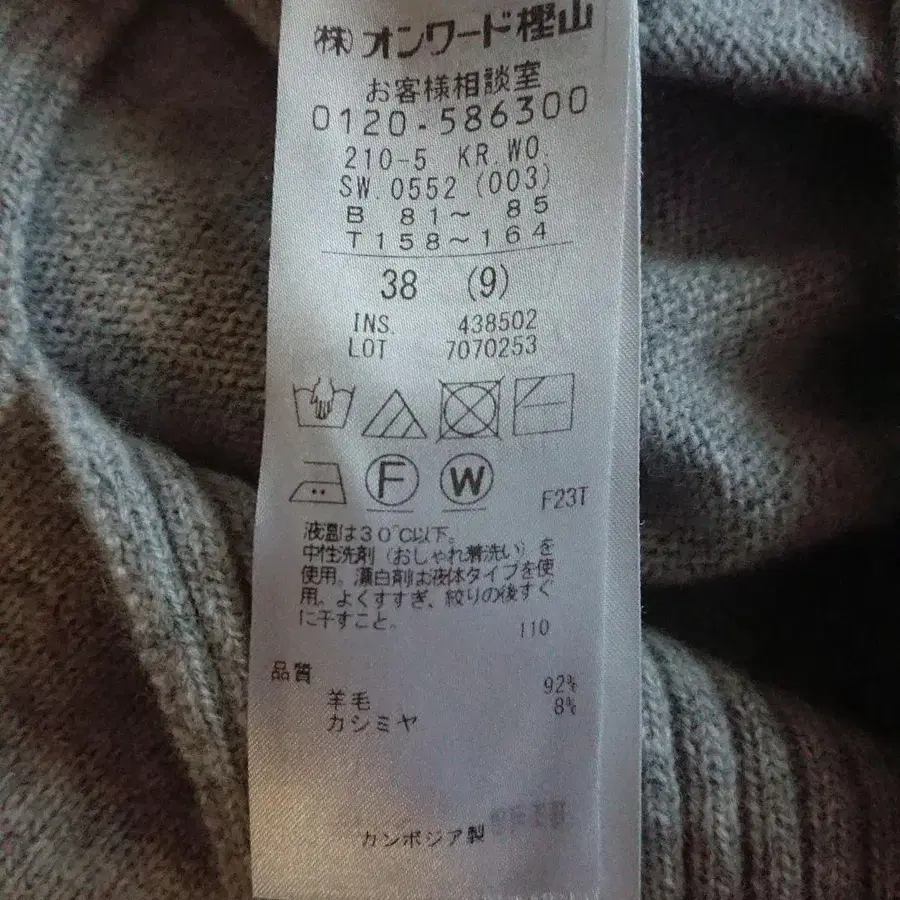 (株)オンワード樫山
お客様相談室
0120-586300
210-5 KR.WO.
SW.0552(003)
B 81～ 85
T158～164
38 (9)
INS. 438502
LOT 7070253
F W
F23T
液温は30℃以下。
中性洗剤(おしゃれ着洗い)を
使用。漂白剤は液体タイプを使
用。よくすすぎ、絞りの後すぐ
に干すこと。
110
品質
羊毛 92%
カシミヤ 8%
カンボジア製